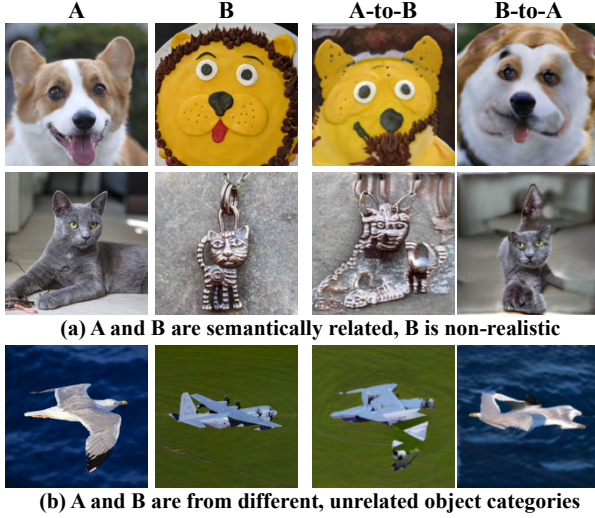 A B A-to-B B-to-A
(a) A and B are semantically related, B is non-realistic
(b) A and B are from different, unrelated object categories